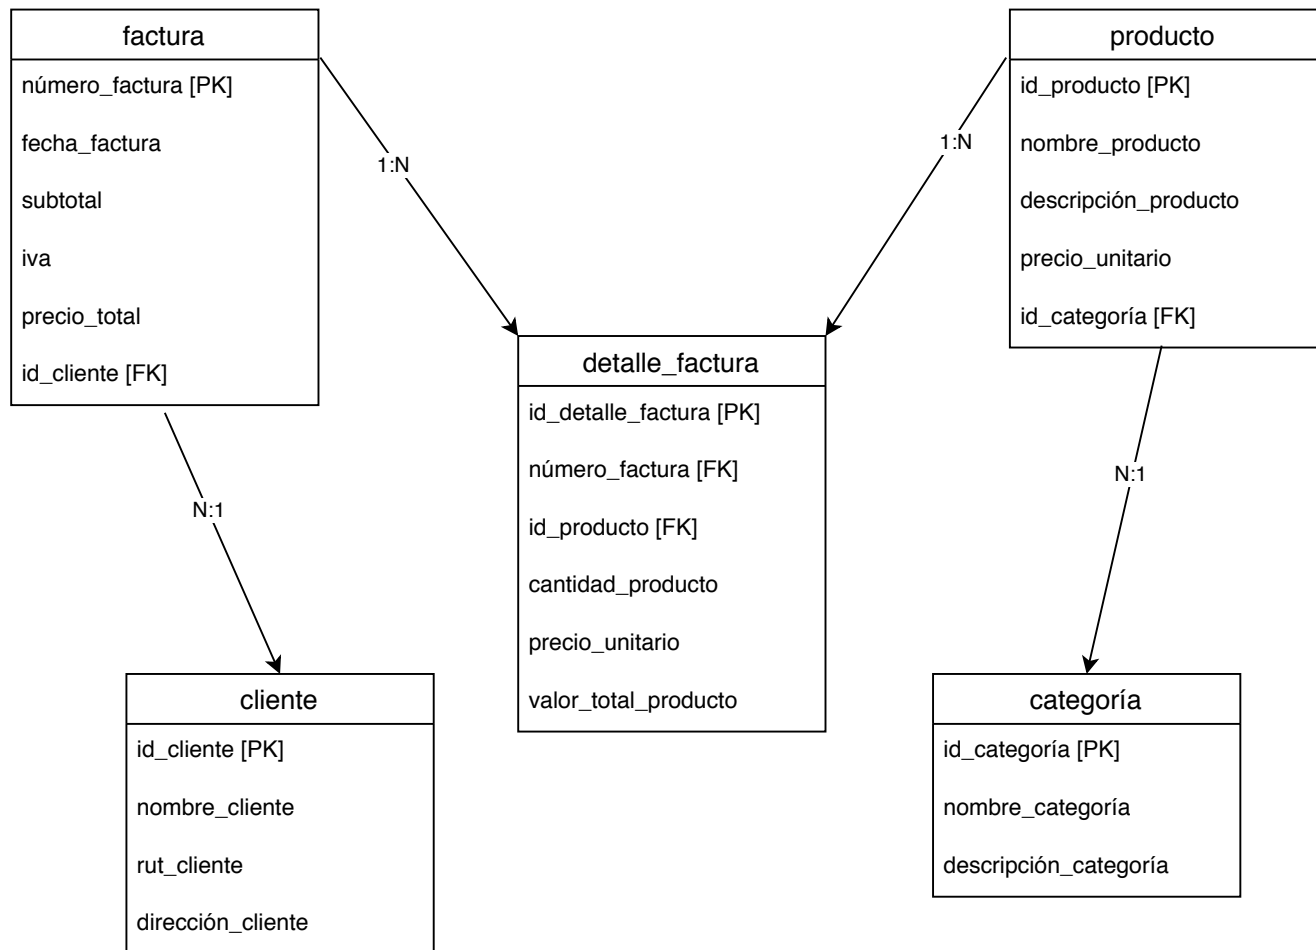 factura
número_factura [PK]
fecha_factura
subtotal
iva
precio_total
id_cliente [FK]
producto
id_producto [PK]
nombre_producto
descripción_producto
precio_unitario
id_categoría [FK]
1:N
1:N
detalle_factura
id_detalle_factura [PK]
número_factura [FK]
id_producto [FK]
cantidad_producto
precio_unitario
valor_total_producto
N:1
N:1
cliente
id_cliente [PK]
nombre_cliente
rut_cliente
dirección_cliente
categoría
id_categoría [PK]
nombre_categoría
descripción_categoría